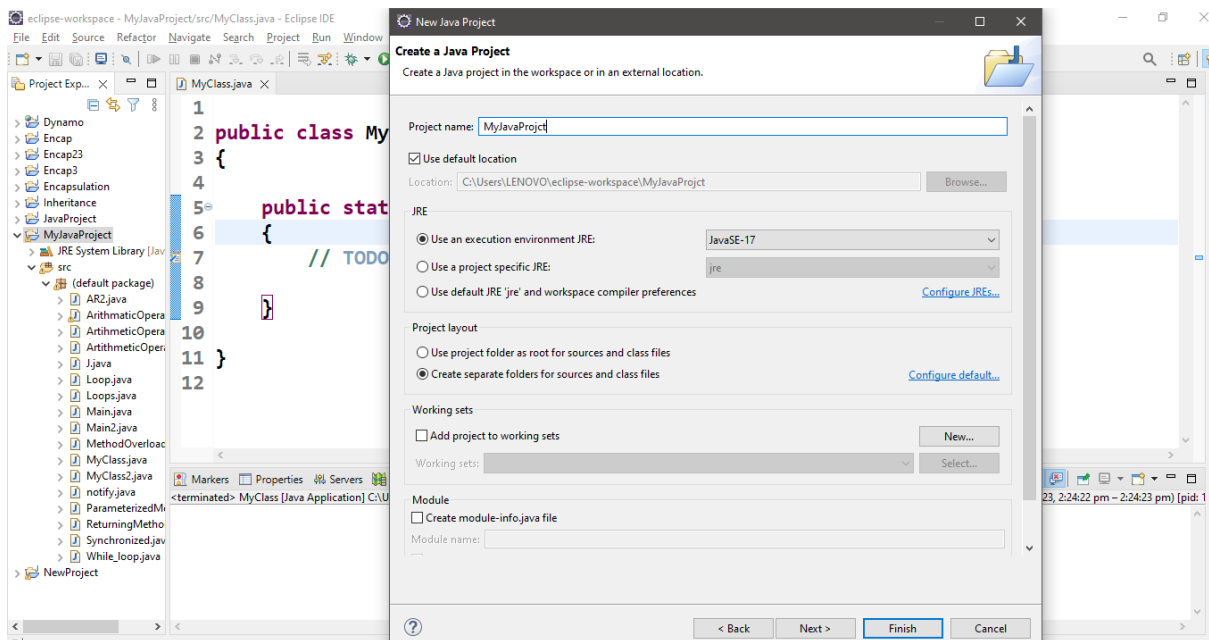 eclipse-workspace - MyJavaProject/src/MyClass.java - Eclipse IDE
File Edit Source Refactor Navigate Search Project Run Window
Project Exp...
Dynamo
Encap
Encap23
Encap3
Encapsulation
Inheritance
JavaProject
MyJavaProject
JRE System Library [Jav
src
(default package)
AR2.java
ArithmaticOpera
ArtihmeticOpera
ArtithmeticOpera
J.java
Loop.java
Loops.java
Main.java
Main2.java
MethodOverload
MyClass.java
MyClass2.java
notify.java
ParameterizedMe
ReturningMetho
Synchronized.jav
While_loop.java
NewProject
MyClass.java
1
2 public class My
3 {
4
5 public stat
6 {
7 // TODO
8
9 }
10
11 }
12
Markers Properties Servers
<terminated> MyClass [Java Application] C:\U
23, 2:24:22 pm – 2:24:23 pm) [pid: 1
New Java Project
Create a Java Project
Create a Java project in the workspace or in an external location.
Project name: MyJavaProjct
Use default location
Location: C:\Users\LENOVO\eclipse-workspace\MyJavaProjct Browse...
JRE
Use an execution environment JRE: JavaSE-17
Use a project specific JRE: jre
Use default JRE 'jre' and workspace compiler preferences Configure JREs...
Project layout
Use project folder as root for sources and class files
Create separate folders for sources and class files Configure default...
Working sets
Add project to working sets New...
Working sets: Select...
Module
Create module-info.java file
Module name:
< Back Next > Finish Cancel